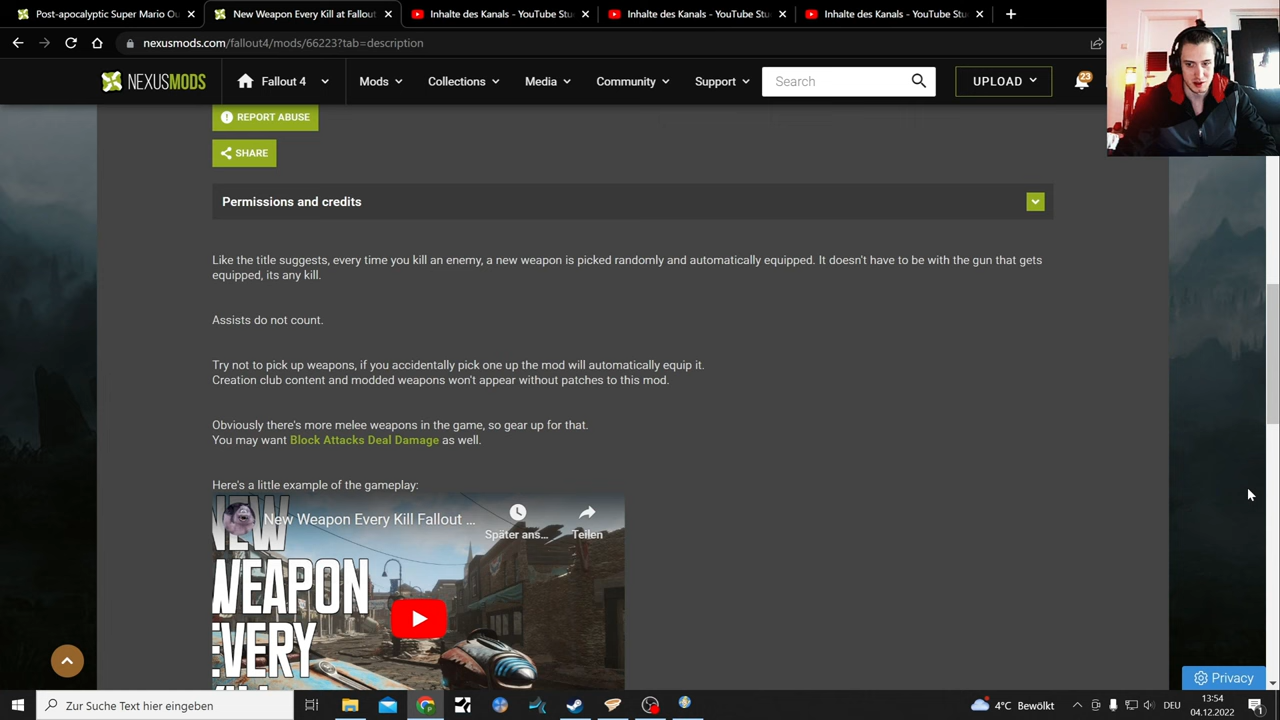 Post-apocalyptic Super Mario Ou
New Weapon Every Kill at Fallout
Inhalte des Kanals - YouTube Stu
Inhalte des Kanals - YouTube Stu
Inhalte des Kanals - YouTube Stu
nexusmods.com/fallout4/mods/66223?tab=description
NEXUSMODS
Fallout 4
Mods
Collections
Media
Community
Support
Search
UPLOAD
23
REPORT ABUSE
SHARE
Permissions and credits
Like the title suggests, every time you kill an enemy, a new weapon is picked randomly and automatically equipped. It doesn't have to be with the gun that gets
equipped, its any kill.
Assists do not count.
Try not to pick up weapons, if you accidentally pick one up the mod will automatically equip it.
Creation club content and modded weapons won't appear without patches to this mod.
Obviously there's more melee weapons in the game, so gear up for that.
You may want Block Attacks Deal Damage as well.
Here's a little example of the gameplay:
New Weapon Every Kill Fallout ...
Später ans...
Teilen
NEW
WEAPON
EVERY
Privacy
Zur Suche Text hier eingeben
4°C Bewölkt
DEU
13:54
04.12.2022
1